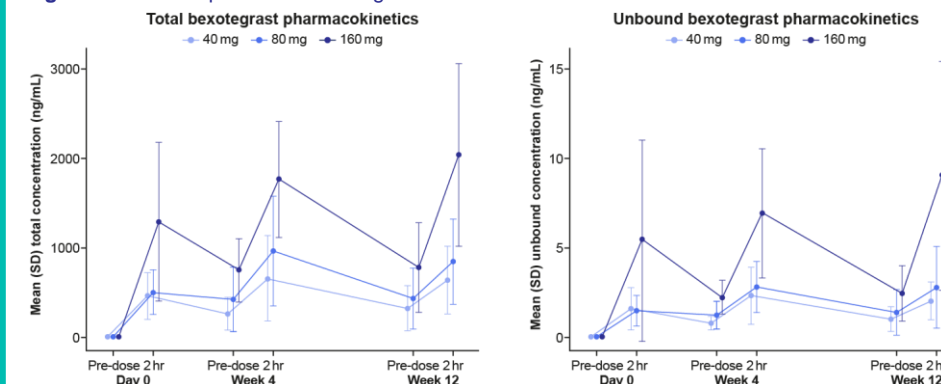 Total bexotegrast pharmacokinetics
40 mg 80 mg 160 mg
Mean (SD) total concentration (ng/mL)
3000
2000
1000
0
Pre-dose 2 hr Pre-dose 2 hr Pre-dose 2 hr
Day 0 Week 4 Week 12
Unbound bexotegrast pharmacokinetics
40 mg 80 mg 160 mg
Mean (SD) unbound concentration (ng/mL)
15
10
5
0
Pre-dose 2 hr Pre-dose 2 hr Pre-dose 2 hr
Day 0 Week 4 Week 12